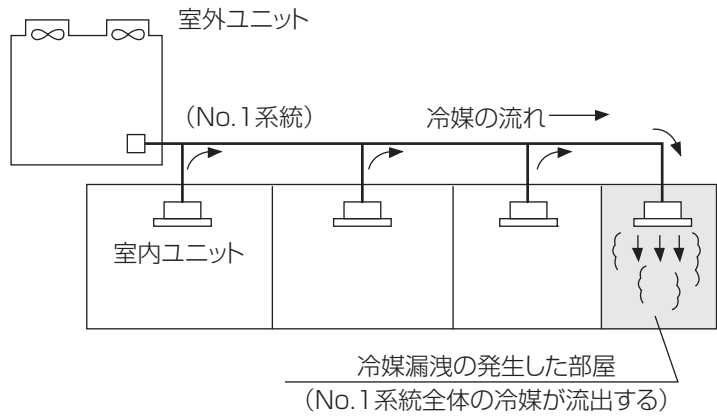 室外ユニット
（No.1系統）
冷媒の流れ
室内ユニット
冷媒漏洩の発生した部屋
（No.1系統全体の冷媒が流出する）